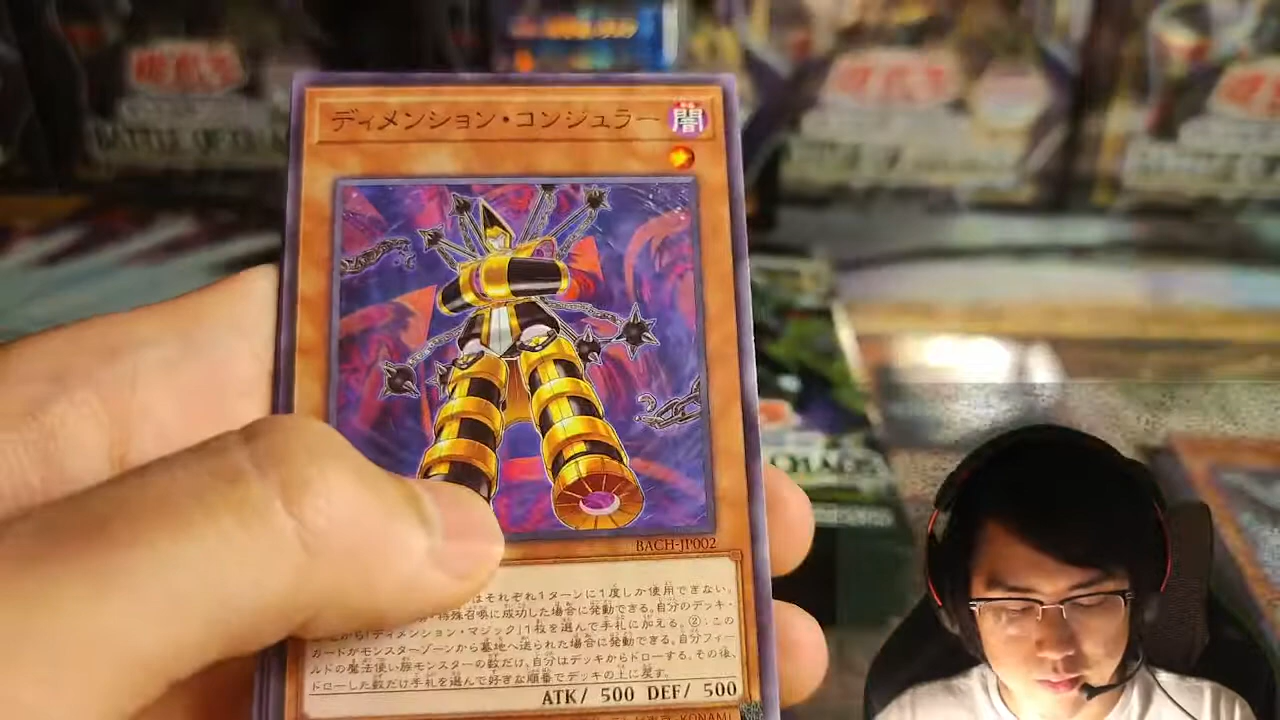 ディメンション・コンジュラー
闇
BACH-JP002
はそれぞれ1ターンに1度しか使用できない。
特殊召喚に成功した場合に発動できる。自分のデッキ・
から「ディメンション・マジック」1枚を選んで手札に加える。②:この
カードがモンスターゾーンから墓地へ送られた場合に発動できる。自分フィー
ルドの魔法使い族モンスターの数だけ、自分はデッキからドローする。その後、
ドローした数だけ手札を選んで好きな順番でデッキの上に戻す。
ATK/ 500 DEF/ 500
KONAMI
BATTLE OF